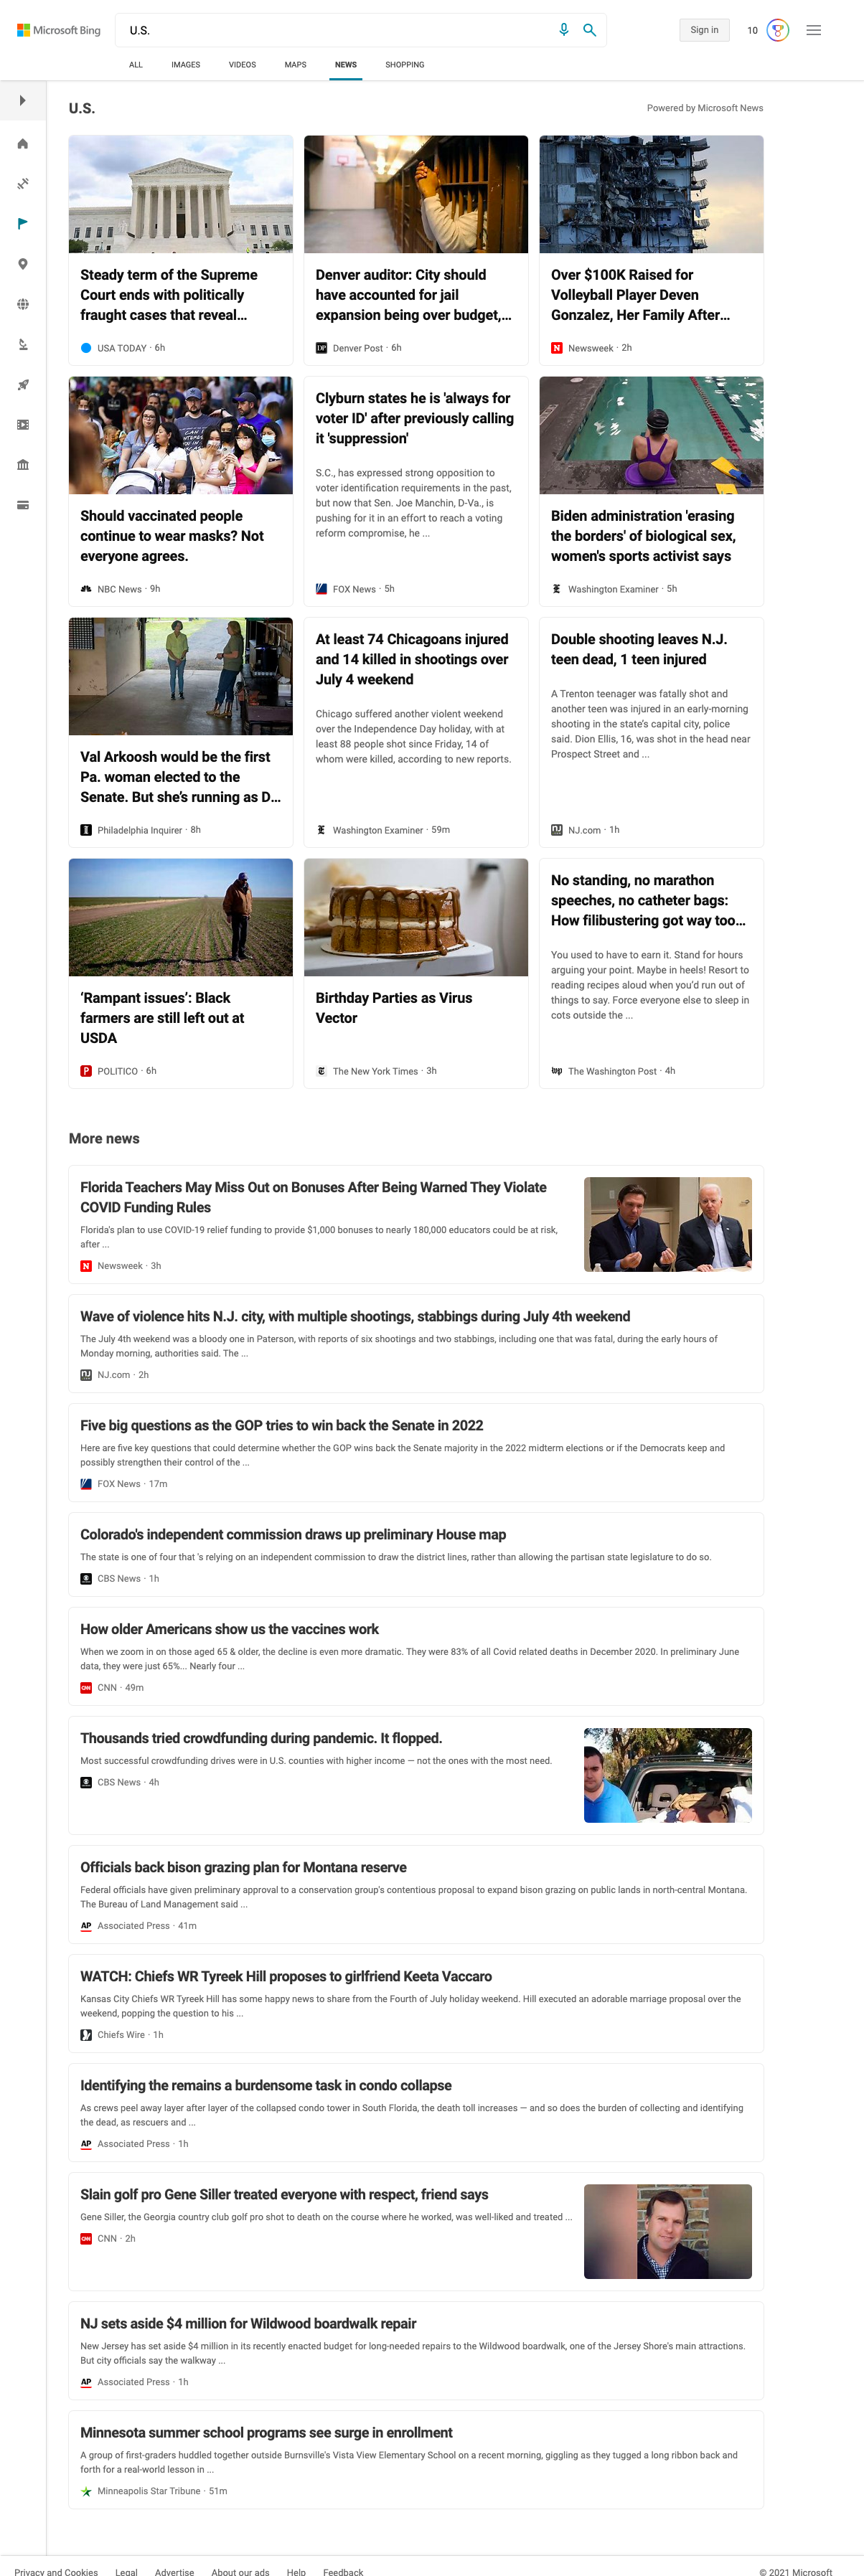 Microsoft Bing
U.S.
Sign in
10
ALL
IMAGES
VIDEOS
MAPS
NEWS
SHOPPING
U.S.
Powered by Microsoft News
Steady term of the Supreme
Court ends with politically
fraught cases that reveal...
USA TODAY · 6h
Denver auditor: City should
have accounted for jail
expansion being over budget,...
DP
Denver Post · 6h
Over $100K Raised for
Volleyball Player Deven
Gonzalez, Her Family After...
N
Newsweek · 2h
Should vaccinated people
continue to wear masks? Not
everyone agrees.
NBC News · 9h
Clyburn states he is 'always for
voter ID' after previously calling
it 'suppression'
S.C., has expressed strong opposition to
voter identification requirements in the past,
but now that Sen. Joe Manchin, D-Va., is
pushing for it in an effort to reach a voting
reform compromise, he ...
FOX News · 5h
Biden administration 'erasing
the borders' of biological sex,
women's sports activist says
Washington Examiner · 5h
Val Arkoosh would be the first
Pa. woman elected to the
Senate. But she’s running as D...
Philadelphia Inquirer · 8h
At least 74 Chicagoans injured
and 14 killed in shootings over
July 4 weekend
Chicago suffered another violent weekend
over the Independence Day holiday, with at
least 88 people shot since Friday, 14 of
whom were killed, according to new reports.
Washington Examiner · 59m
Double shooting leaves N.J.
teen dead, 1 teen injured
A Trenton teenager was fatally shot and
another teen was injured in an early-morning
shooting in the state’s capital city, police
said. Dion Ellis, 16, was shot in the head near
Prospect Street and ...
NJ.com · 1h
‘Rampant issues’: Black
farmers are still left out at
USDA
P
POLITICO · 6h
Birthday Parties as Virus
Vector
The New York Times · 3h
No standing, no marathon
speeches, no catheter bags:
How filibustering got way too...
You used to have to earn it. Stand for hours
arguing your point. Maybe in heels! Resort to
reading recipes aloud when you’d run out of
things to say. Force everyone else to sleep in
cots outside the ...
wp
The Washington Post · 4h
More news
Florida Teachers May Miss Out on Bonuses After Being Warned They Violate
COVID Funding Rules
Florida's plan to use COVID-19 relief funding to provide $1,000 bonuses to nearly 180,000 educators could be at risk,
after ...
N
Newsweek · 3h
Wave of violence hits N.J. city, with multiple shootings, stabbings during July 4th weekend
The July 4th weekend was a bloody one in Paterson, with reports of six shootings and two stabbings, including one that was fatal, during the early hours of
Monday morning, authorities said. The ...
NJ.com · 2h
Five big questions as the GOP tries to win back the Senate in 2022
Here are five key questions that could determine whether the GOP wins back the Senate majority in the 2022 midterm elections or if the Democrats keep and
possibly strengthen their control of the ...
FOX News · 17m
Colorado's independent commission draws up preliminary House map
The state is one of four that 's relying on an independent commission to draw the district lines, rather than allowing the partisan state legislature to do so.
CBS News · 1h
How older Americans show us the vaccines work
When we zoom in on those aged 65 & older, the decline is even more dramatic. They were 83% of all Covid related deaths in December 2020. In preliminary June
data, they were just 65%... Nearly four ...
CNN
CNN · 49m
Thousands tried crowdfunding during pandemic. It flopped.
Most successful crowdfunding drives were in U.S. counties with higher income — not the ones with the most need.
CBS News · 4h
Officials back bison grazing plan for Montana reserve
Federal officials have given preliminary approval to a conservation group's contentious proposal to expand bison grazing on public lands in north-central Montana.
The Bureau of Land Management said ...
AP
Associated Press · 41m
WATCH: Chiefs WR Tyreek Hill proposes to girlfriend Keeta Vaccaro
Kansas City Chiefs WR Tyreek Hill has some happy news to share from the Fourth of July holiday weekend. Hill executed an adorable marriage proposal over the
weekend, popping the question to his ...
Chiefs Wire · 1h
Identifying the remains a burdensome task in condo collapse
As crews peel away layer after layer of the collapsed condo tower in South Florida, the death toll increases — and so does the burden of collecting and identifying
the dead, as rescuers and ...
AP
Associated Press · 1h
Slain golf pro Gene Siller treated everyone with respect, friend says
Gene Siller, the Georgia country club golf pro shot to death on the course where he worked, was well-liked and treated ...
CNN
CNN · 2h
NJ sets aside $4 million for Wildwood boardwalk repair
New Jersey has set aside $4 million in its recently enacted budget for long-needed repairs to the Wildwood boardwalk, one of the Jersey Shore's main attractions.
But city officials say the walkway ...
AP
Associated Press · 1h
Minnesota summer school programs see surge in enrollment
A group of first-graders huddled together outside Burnsville's Vista View Elementary School on a recent morning, giggling as they tugged a long ribbon back and
forth for a real-world lesson in ...
Minneapolis Star Tribune · 51m
Privacy and Cookies
Legal
Advertise
About our ads
Help
Feedback
© 2021 Microsoft